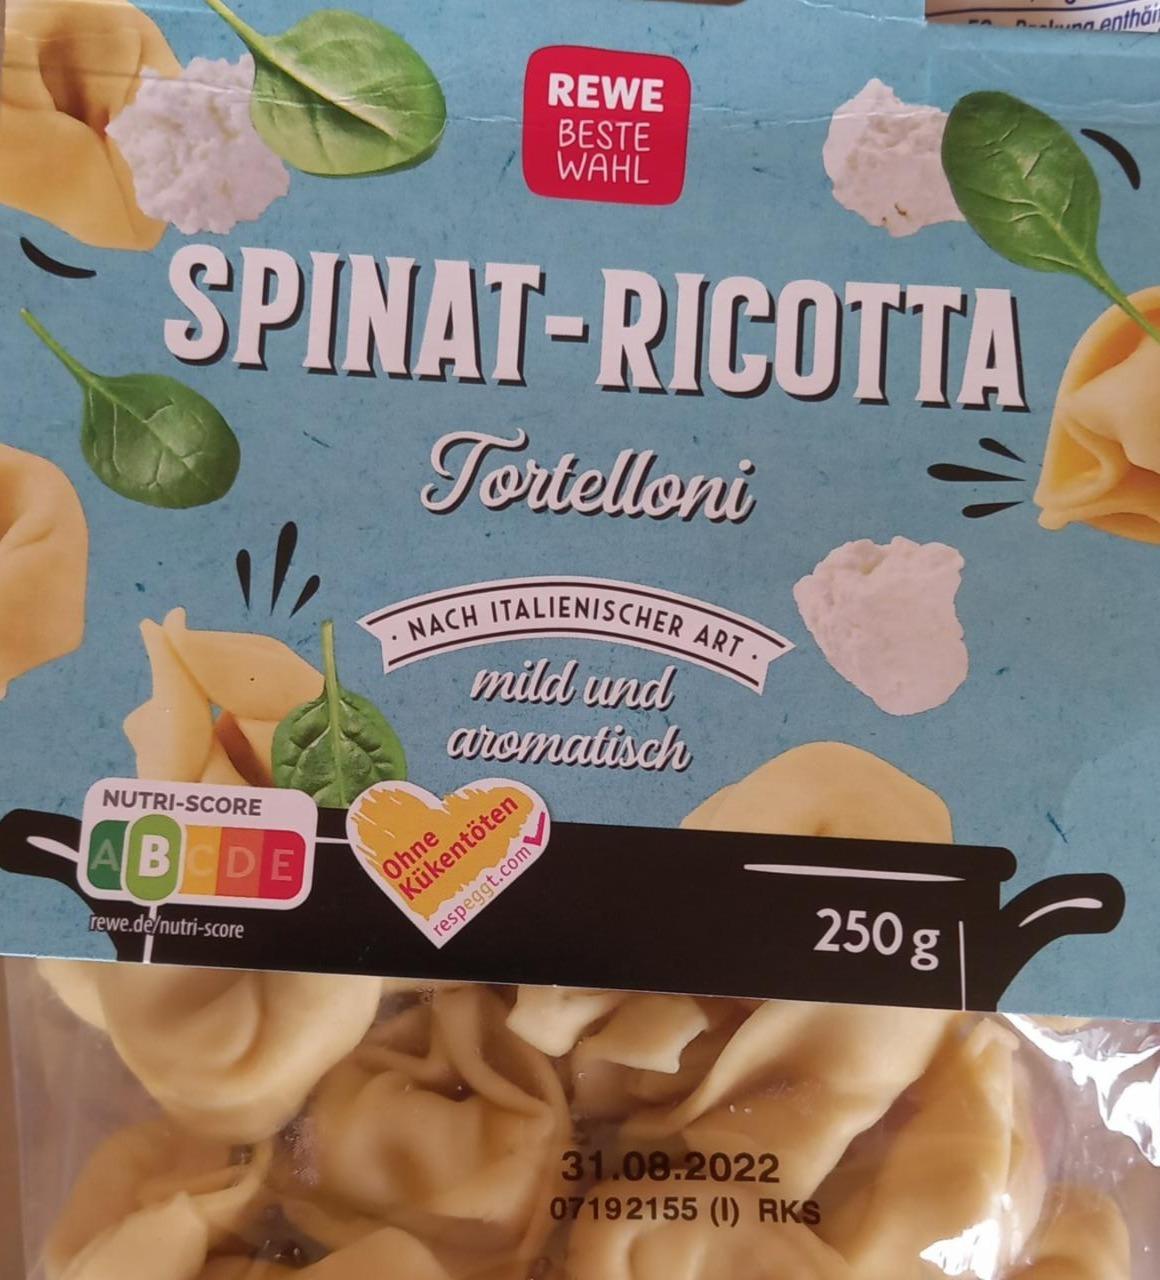 enthält
REWE
BESTE
WAHL
SPINAT-RICOTTA
Tortelloni
· NACH ITALIENISCHER ART ·
mild und
aromatisch
NUTRI-SCORE
A B C D E
rewe.de/nutri-score
Ohne
Kükentöten
respeggt.com
250 g
31.08.2022
07192155 (I) RKS